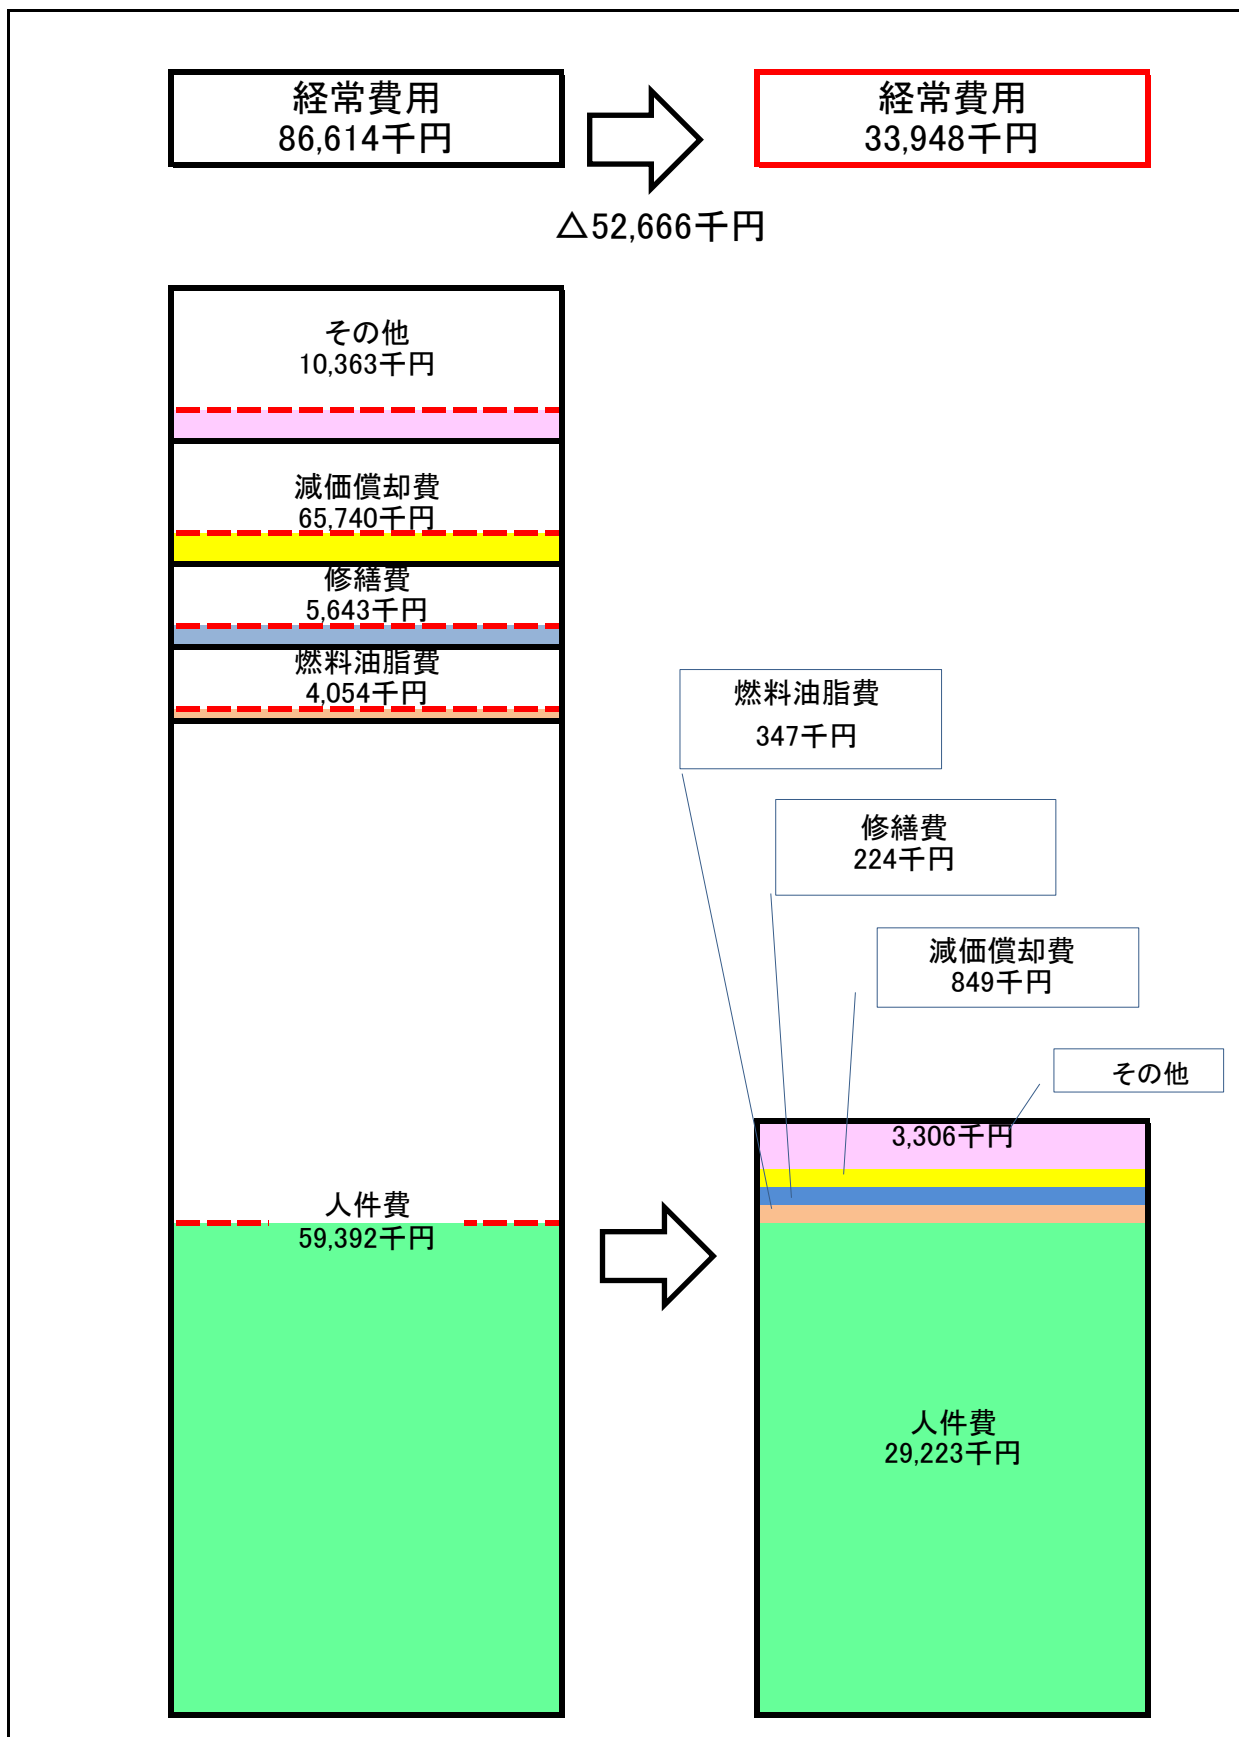 経常費用
86,614千円
経常費用
33,948千円
△52,666千円
その他
10,363千円
減価償却費
65,740千円
修繕費
5,643千円
燃料油脂費
4,054千円
人件費
59,392千円
燃料油脂費
347千円
修繕費
224千円
減価償却費
849千円
その他
3,306千円
人件費
29,223千円